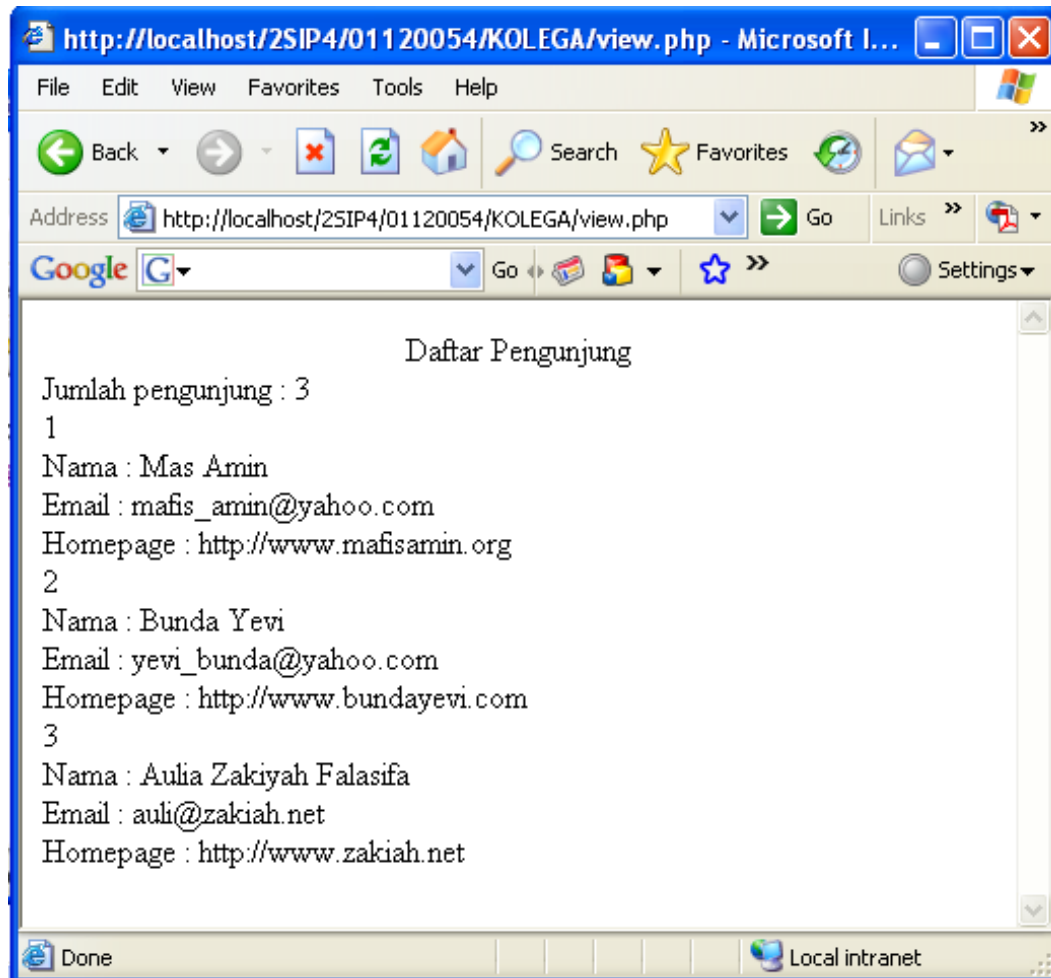 http://localhost/2SIP4/01120054/KOLEGA/view.php - Microsoft I...
File Edit View Favorites Tools Help
Back Search Favorites »
Address http://localhost/2SIP4/01120054/KOLEGA/view.php Go Links »
Google G Go » Settings
Daftar Pengunjung
Jumlah pengunjung : 3
1
Nama : Mas Amin
Email : mafis_amin@yahoo.com
Homepage : http://www.mafisamin.org
2
Nama : Bunda Yevi
Email : yevi_bunda@yahoo.com
Homepage : http://www.bundayevi.com
3
Nama : Aulia Zakiyah Falasifa
Email : auli@zakiah.net
Homepage : http://www.zakiah.net
Done Local intranet